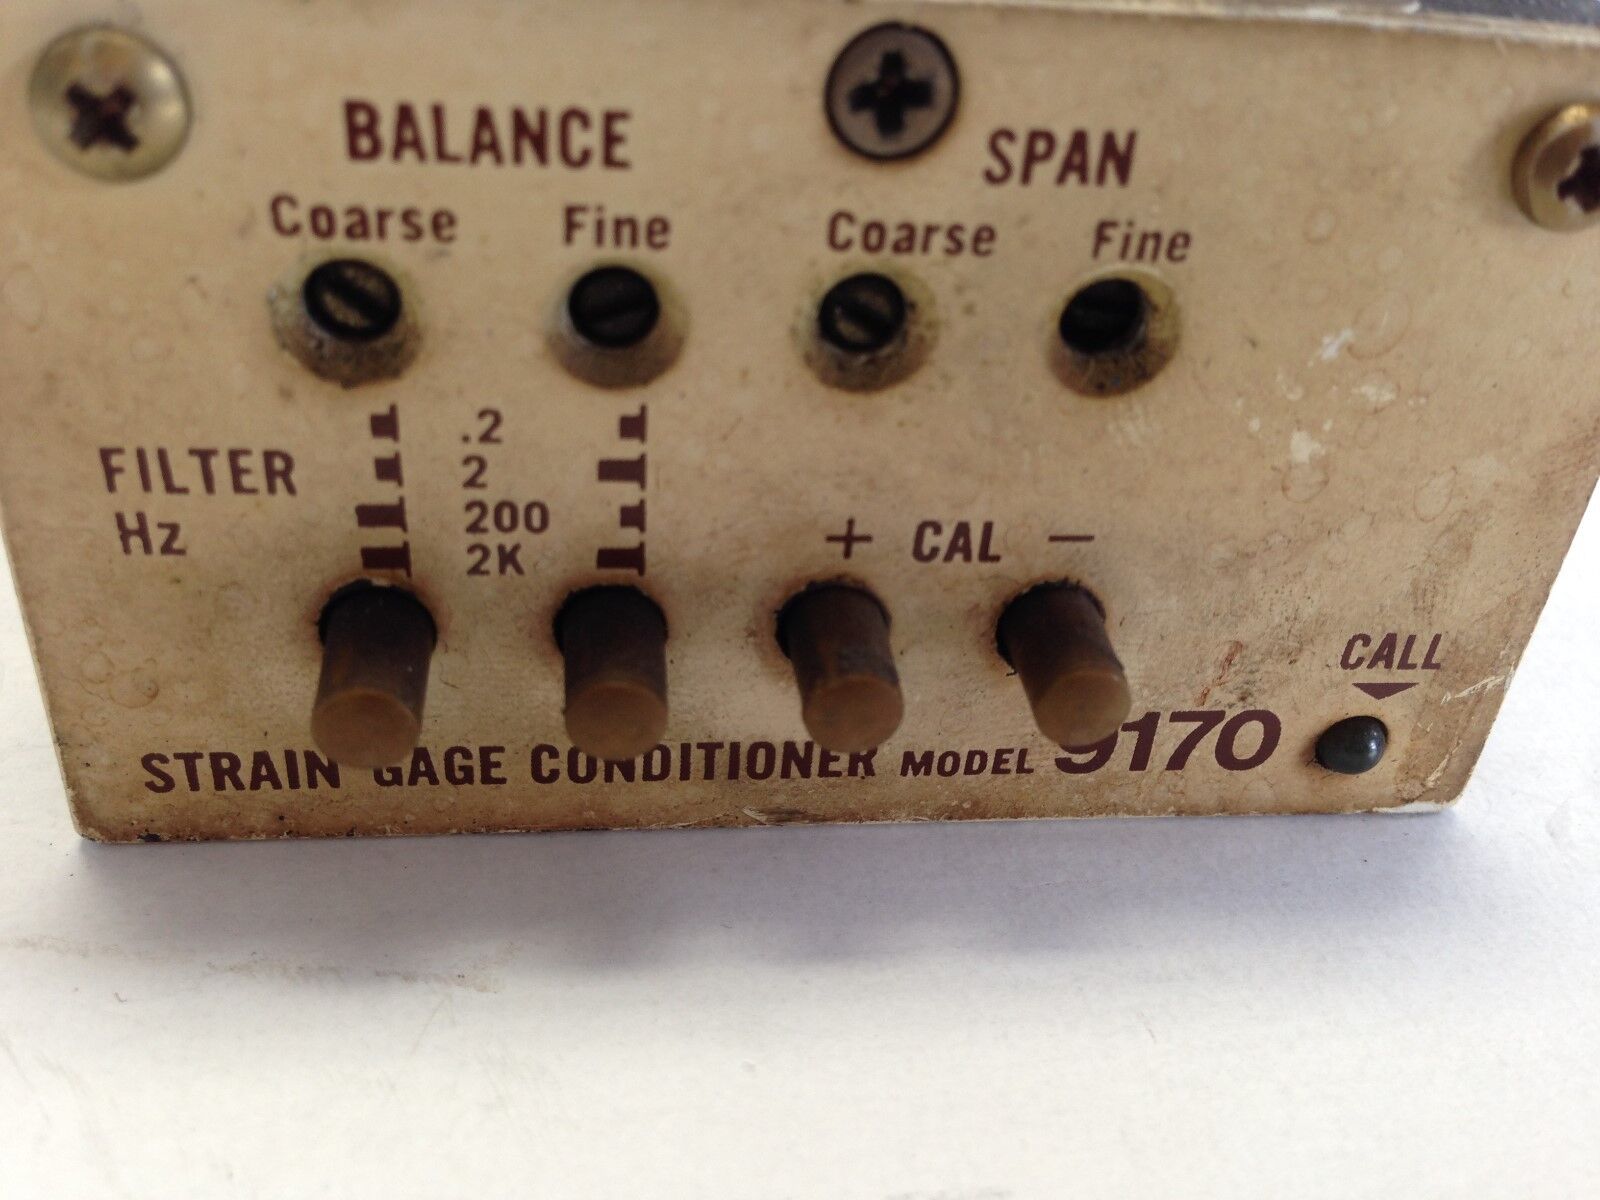 BALANCE
SPAN
Coarse Fine
Coarse Fine
FILTER
Hz
.2
2
200
2K
+ CAL −
CALL
STRAIN GAGE CONDITIONER MODEL 9170